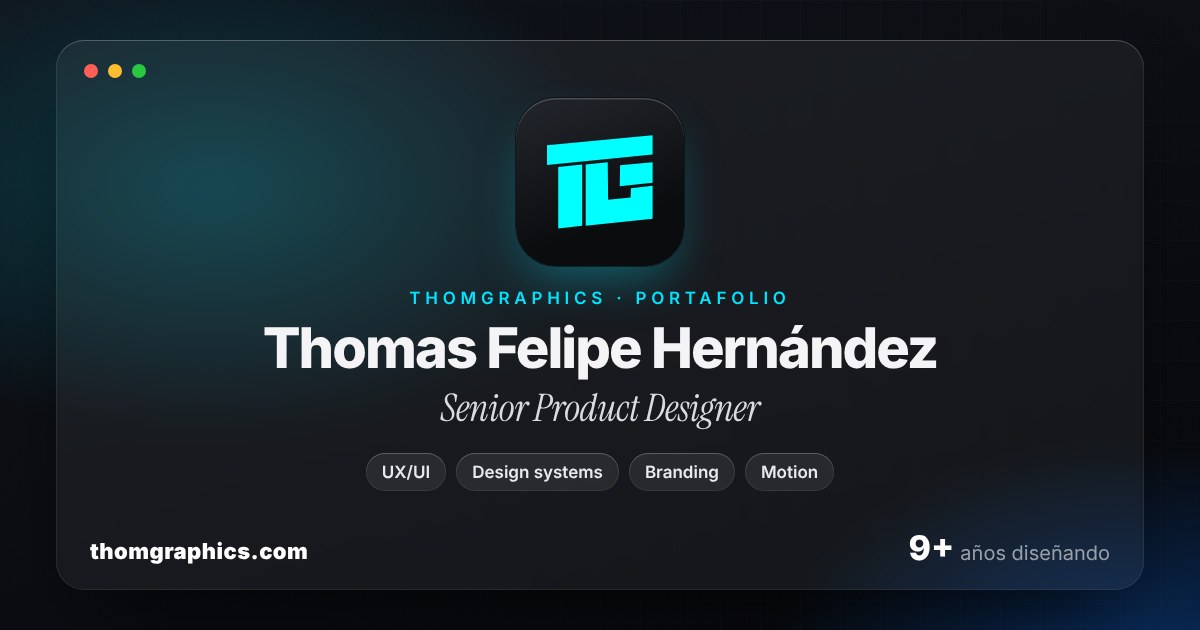 TG
THOMGRAPHICS · PORTAFOLIO
Thomas Felipe Hernández
Senior Product Designer
UX/UI Design systems Branding Motion
thomgraphics.com 9+ años diseñando